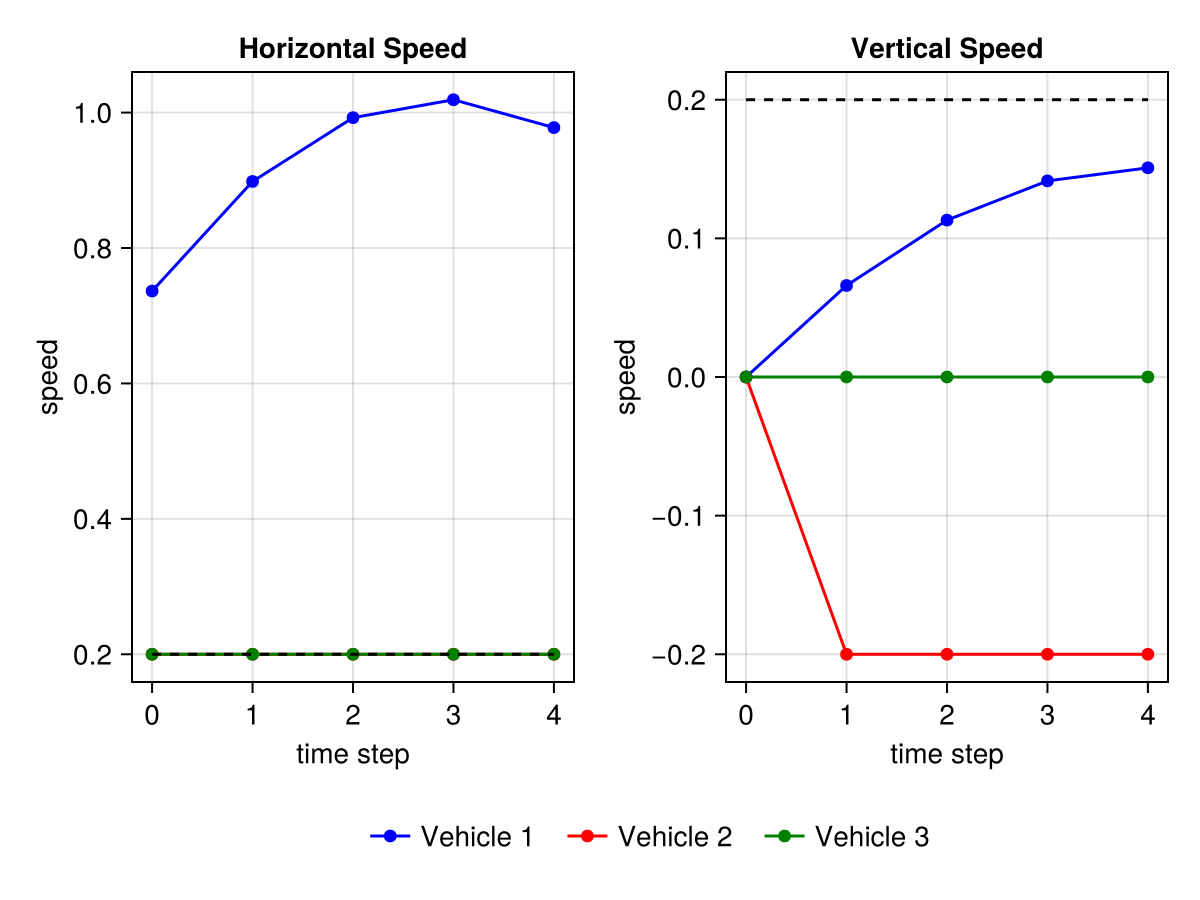 Horizontal Speed
1.0
0.8
0.6
0.4
0.2
speed
0 1 2 3 4
time step
Vertical Speed
0.2
0.1
0.0
−0.1
−0.2
speed
0 1 2 3 4
time step
Vehicle 1 Vehicle 2 Vehicle 3